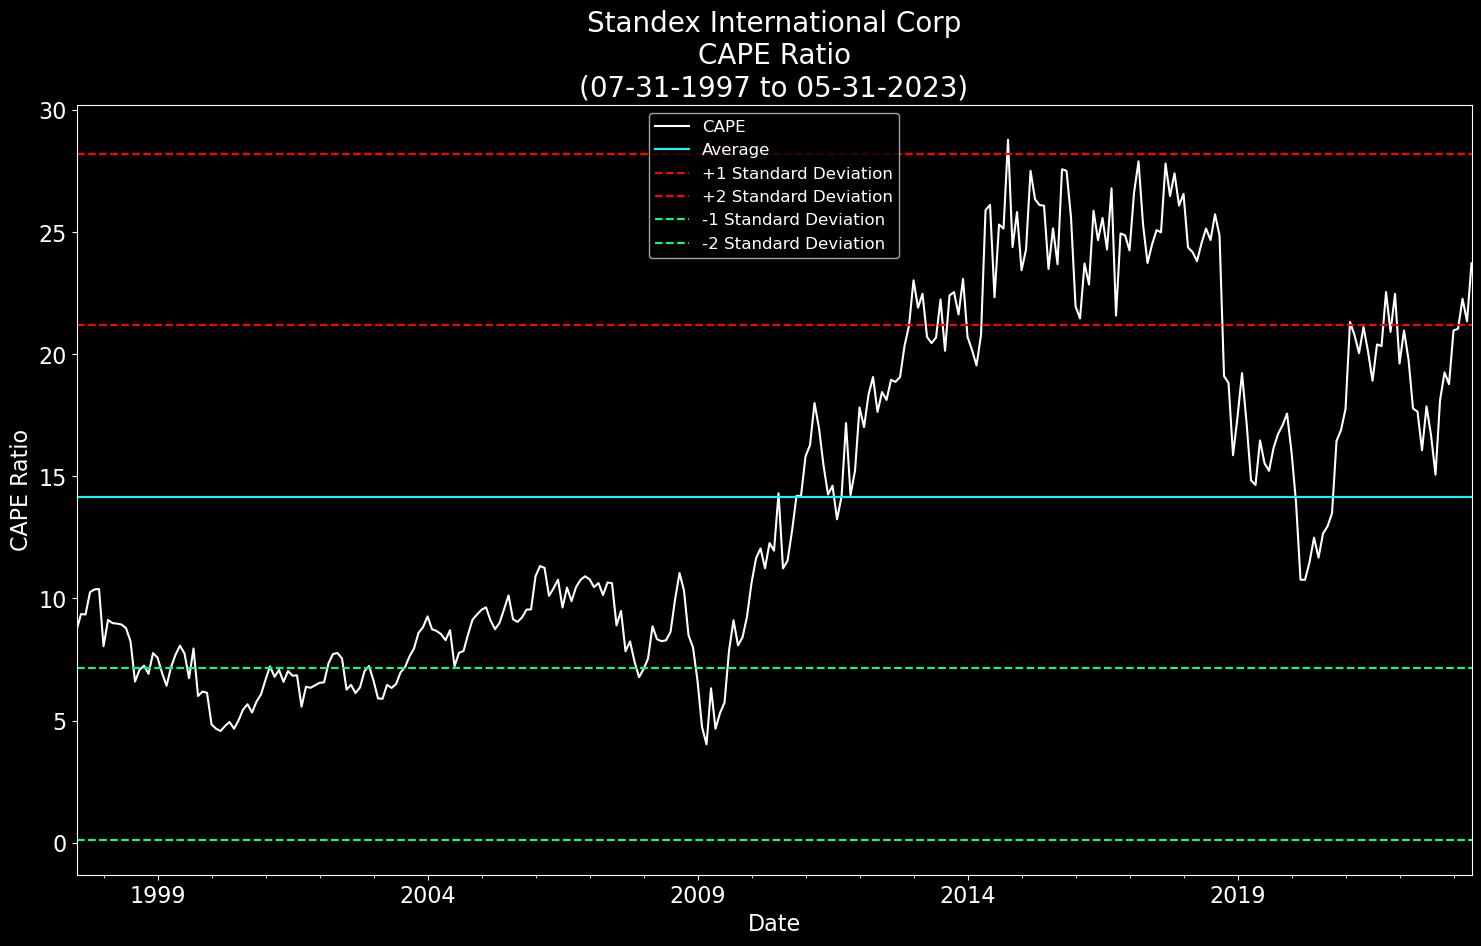 Standex International Corp
CAPE Ratio
(07-31-1997 to 05-31-2023)
30
25
20
15
10
5
0
CAPE Ratio
CAPE
Average
+1 Standard Deviation
+2 Standard Deviation
-1 Standard Deviation
-2 Standard Deviation
1999
2004
2009
2014
2019
Date